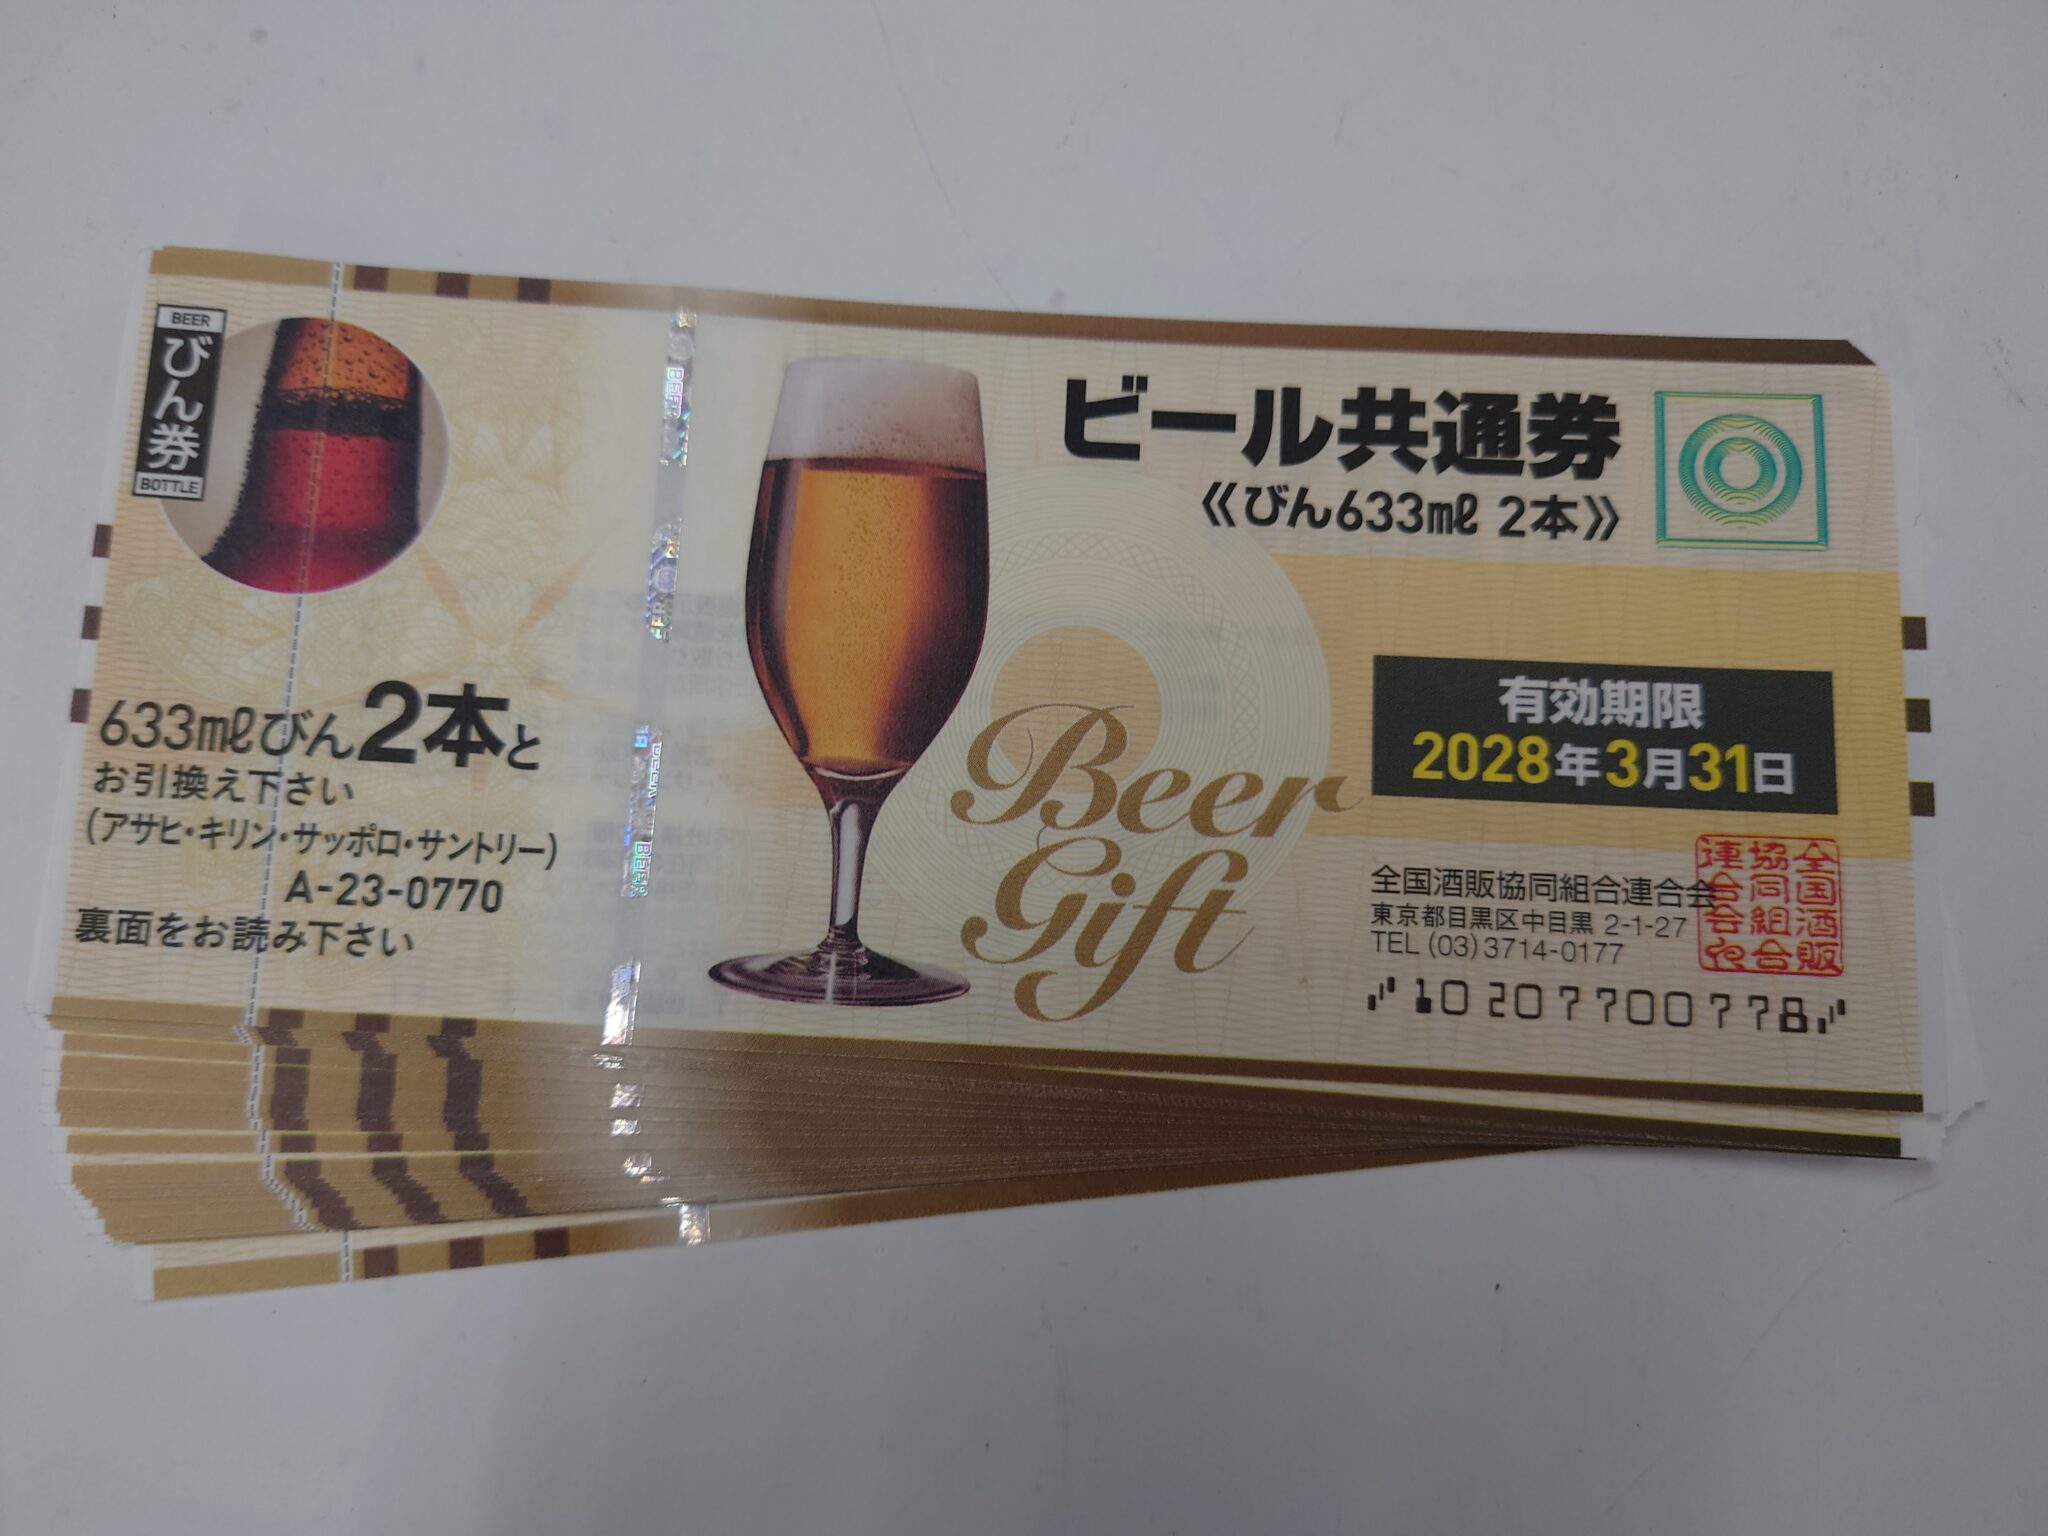 BEER
びん券
BOTTLE
633mlびん2本と
お引換え下さい
(アサヒ・キリン・サッポロ・サントリー)
A-23-0770
裏面をお読み下さい
BEER
BEER
Beer
Gift
ビール共通券
《びん633ml 2本》
有効期限
2028年3月31日
全国酒販協同組合連合会
東京都目黒区中目黒 2-1-27
TEL (03) 3714-0177
10 207700778
全国酒販
協同組合
連合会